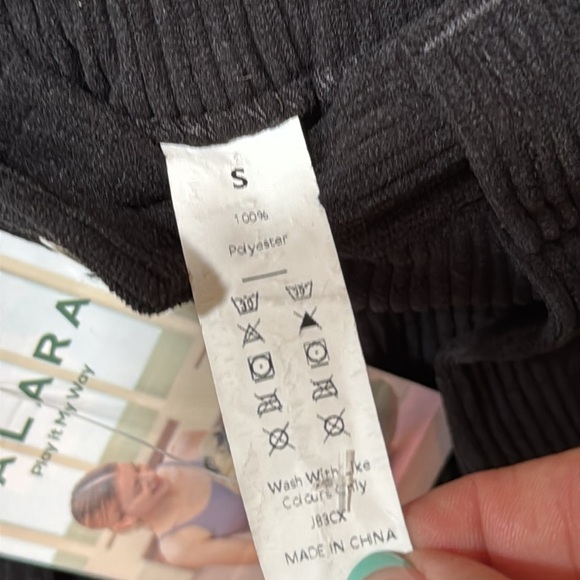 S
100%
Polyester
Wash With Like
Colours Only
J83CX
MADE IN CHINA
ALARA
Play it My Way